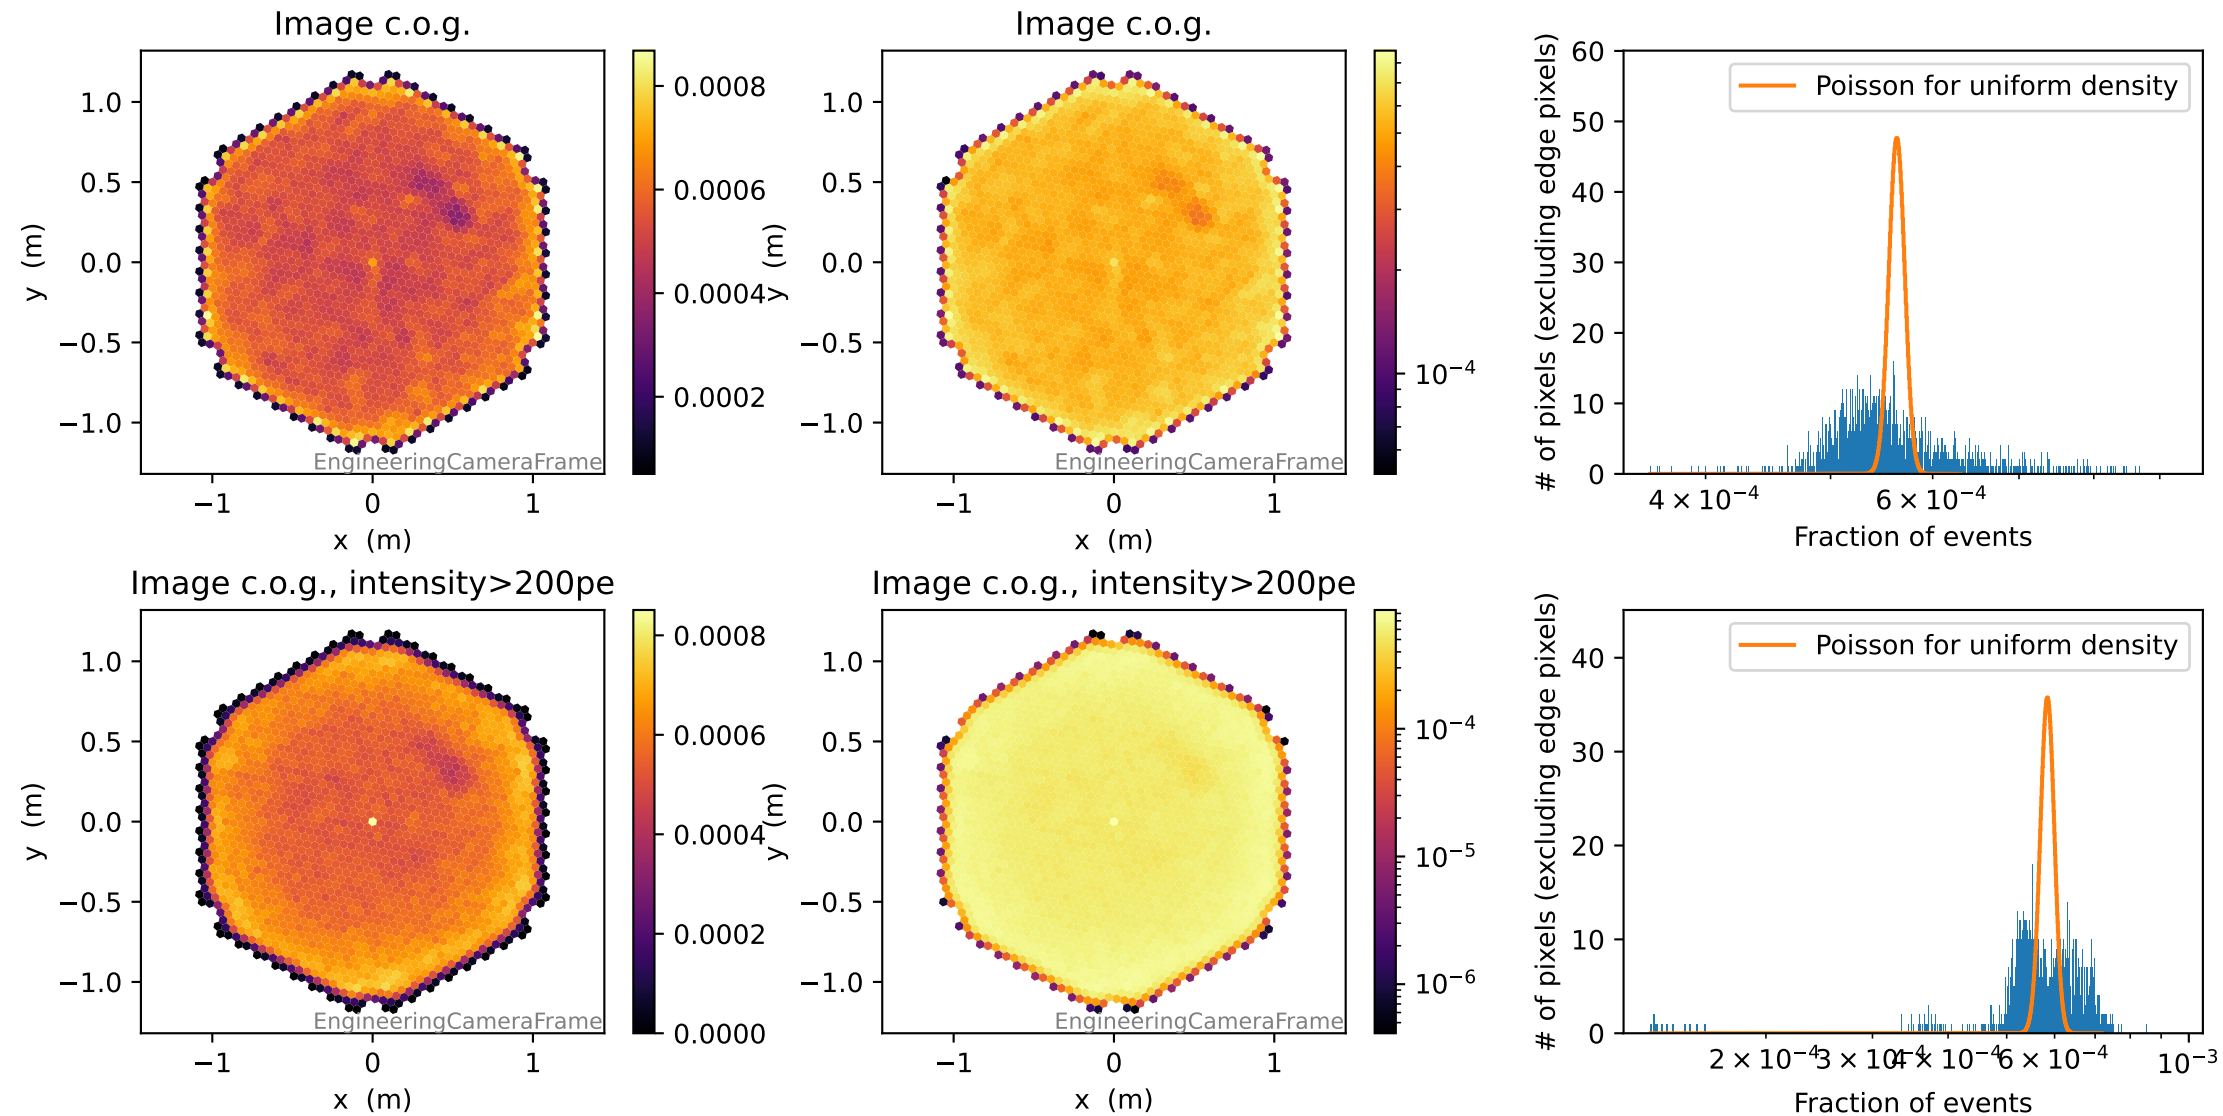 Image c.o.g.
1.0
0.5
0.0
−0.5
−1.0
y (m)
−1
0
1
x (m)
EngineeringCameraFrame
0.0008
0.0006
0.0004
0.0002
Image c.o.g.
1.0
0.5
0.0
−0.5
−1.0
y (m)
−1
0
1
x (m)
EngineeringCameraFrame
10⁻⁴
# of pixels (excluding edge pixels)
60
50
40
30
20
10
0
Poisson for uniform density
4 × 10⁻⁴
6 × 10⁻⁴
Fraction of events
Image c.o.g., intensity>200pe
1.0
0.5
0.0
−0.5
−1.0
y (m)
−1
0
1
x (m)
EngineeringCameraFrame
0.0008
0.0006
0.0004
0.0002
0.0000
Image c.o.g., intensity>200pe
1.0
0.5
0.0
−0.5
−1.0
y (m)
−1
0
1
x (m)
EngineeringCameraFrame
10⁻⁴
10⁻⁵
10⁻⁶
# of pixels (excluding edge pixels)
40
30
20
10
0
Poisson for uniform density
2 × 10⁻⁴
3 × 10⁻⁴
4 × 10⁻⁴
6 × 10⁻⁴
10⁻³
Fraction of events